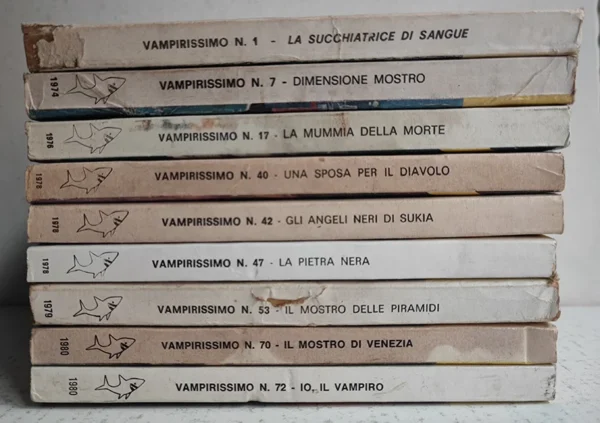 VAMPIRISSIMO N. 1 - LA SUCCHIATRICE DI SANGUE
1974 VAMPIRISSIMO N. 7 - DIMENSIONE MOSTRO
1976 VAMPIRISSIMO N. 17 - LA MUMMIA DELLA MORTE
1978 VAMPIRISSIMO N. 40 - UNA SPOSA PER IL DIAVOLO
1978 VAMPIRISSIMO N. 42 - GLI ANGELI NERI DI SUKIA
1978 VAMPIRISSIMO N. 47 - LA PIETRA NERA
1979 VAMPIRISSIMO N. 53 - IL MOSTRO DELLE PIRAMIDI
1980 VAMPIRISSIMO N. 70 - IL MOSTRO DI VENEZIA
1980 VAMPIRISSIMO N. 72 - IO, IL VAMPIRO